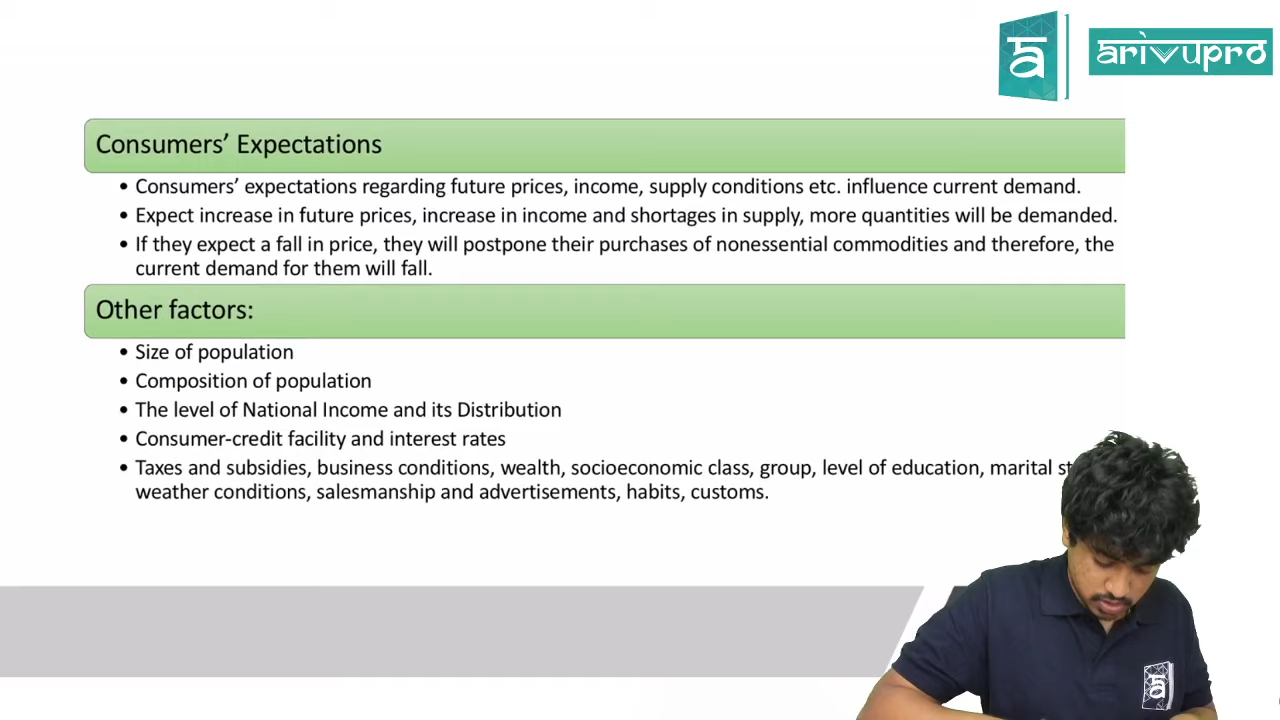 a
arivupro
Consumers’ Expectations
• Consumers’ expectations regarding future prices, income, supply conditions etc. influence current demand.
• Expect increase in future prices, increase in income and shortages in supply, more quantities will be demanded.
• If they expect a fall in price, they will postpone their purchases of nonessential commodities and therefore, the
current demand for them will fall.
Other factors:
• Size of population
• Composition of population
• The level of National Income and its Distribution
• Consumer-credit facility and interest rates
• Taxes and subsidies, business conditions, wealth, socioeconomic class, group, level of education, marital
weather conditions, salesmanship and advertisements, habits, customs.
a